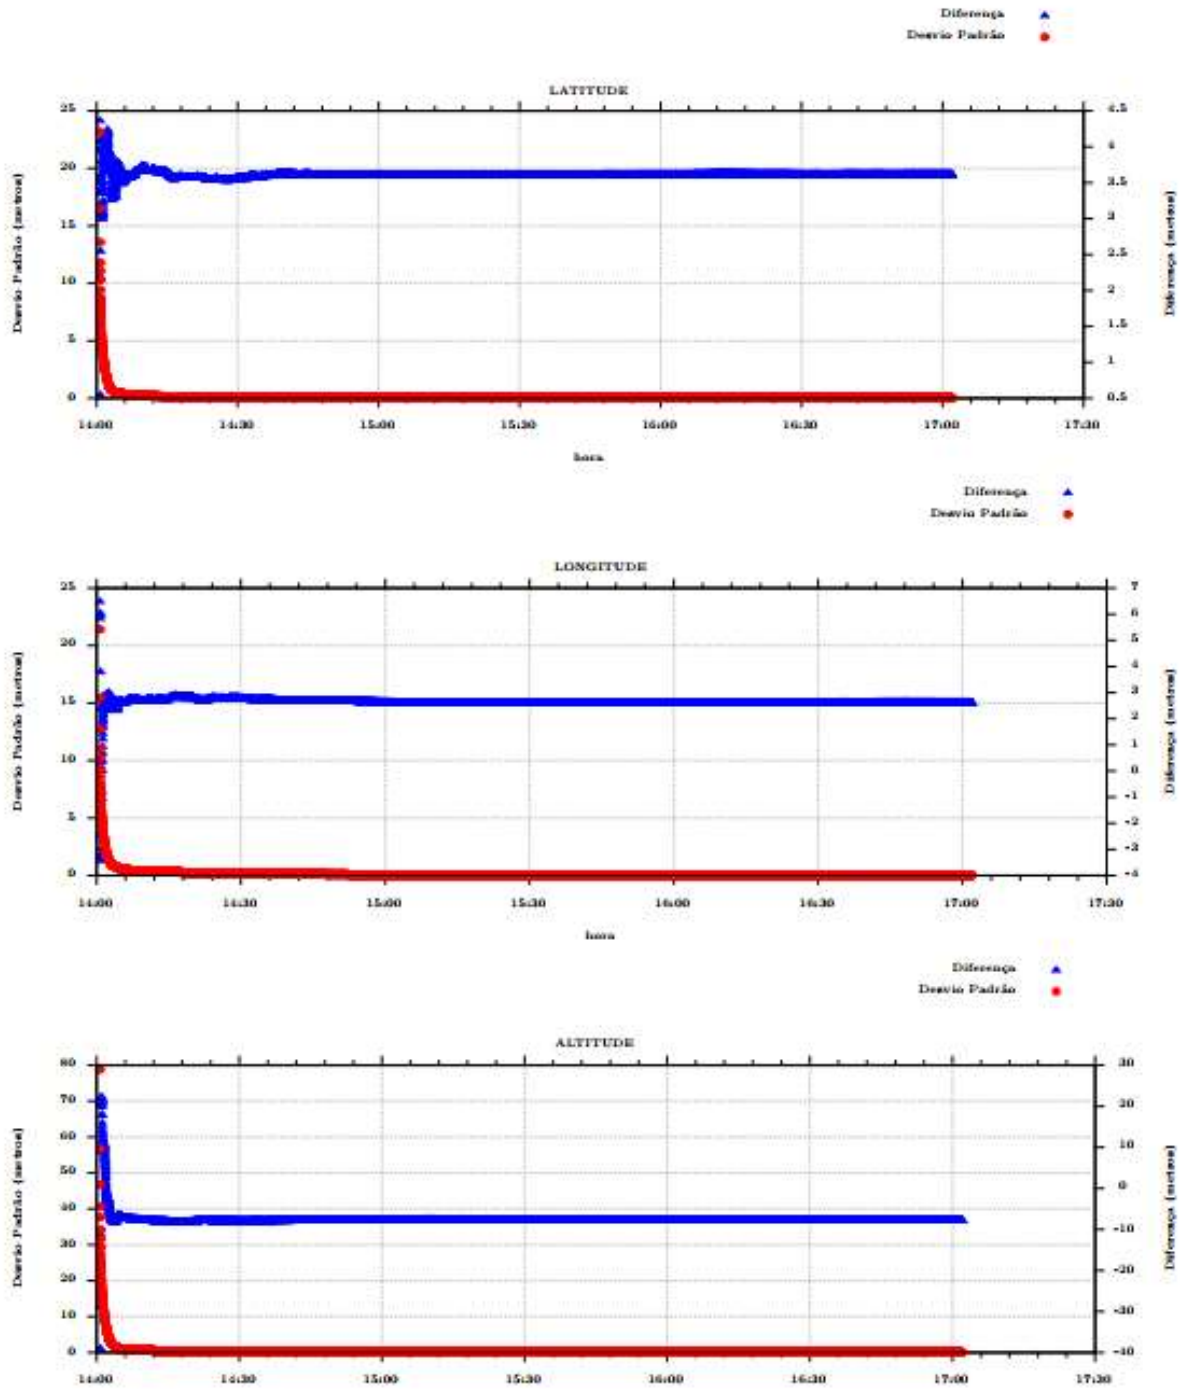 Diferença
Desvio Padrão
LATITUDE
25 20 15 10 5 0
Desvio Padrão (metros)
4.5 4 3.5 3 2.5 2 1.5 1 0.5
Diferença (metros)
14:00 14:30 15:00 15:30 16:00 16:30 17:00 17:30
hora
Diferença
Desvio Padrão
LONGITUDE
25 20 15 10 5 0
Desvio Padrão (metros)
7 6 5 4 3 2 1 0 -1 -2 -3 -4
Diferença (metros)
14:00 14:30 15:00 15:30 16:00 16:30 17:00 17:30
hora
Diferença
Desvio Padrão
ALTITUDE
80 70 60 50 40 30 20 10 0
Desvio Padrão (metros)
30 20 10 0 -10 -20 -30 -40
Diferença (metros)
14:00 14:30 15:00 15:30 16:00 16:30 17:00 17:30